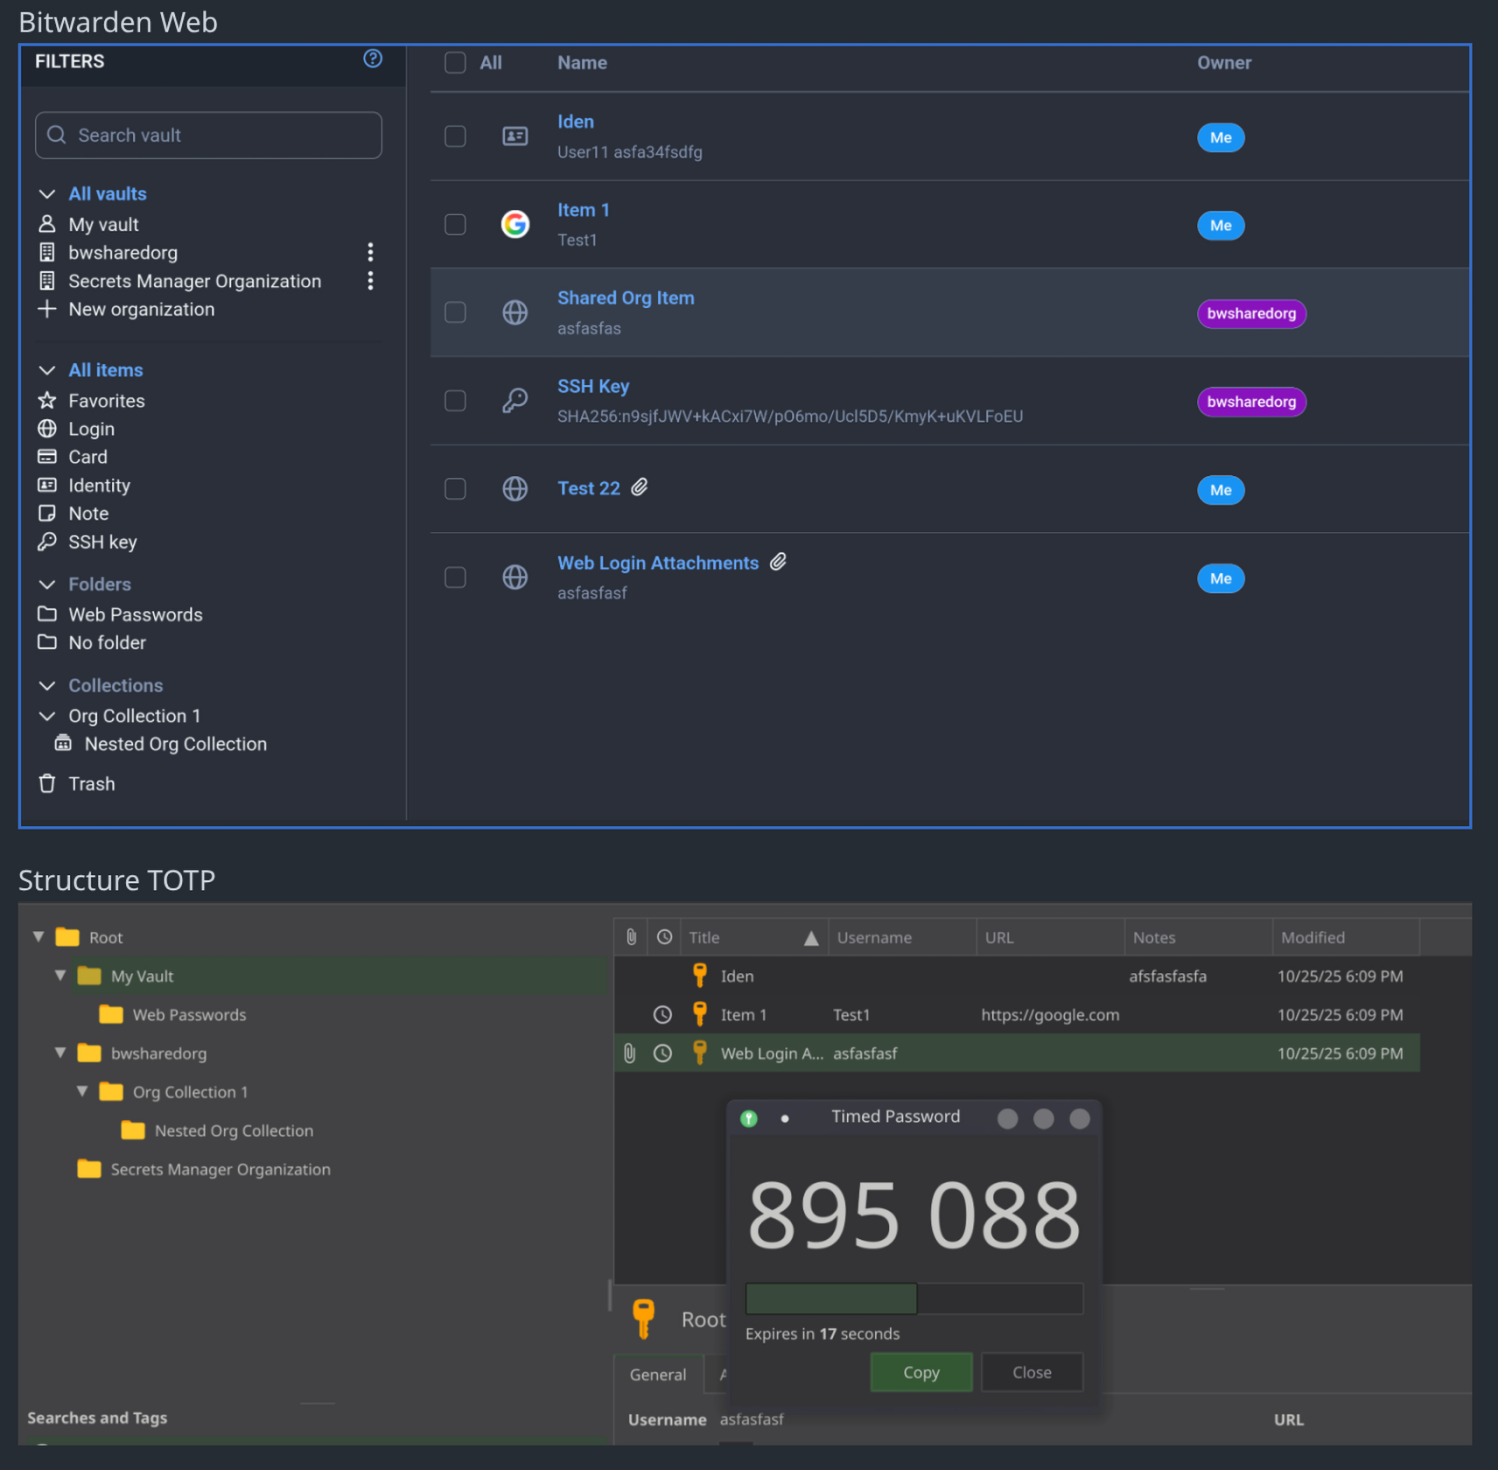 Bitwarden Web
FILTERS
Search vault
All vaults
My vault
bwsharedorg
Secrets Manager Organization
New organization
All items
Favorites
Login
Card
Identity
Note
SSH key
Folders
Web Passwords
No folder
Collections
Org Collection 1
Nested Org Collection
Trash
All Name Owner
Iden
User11 asfa34fsdfg
Me
Item 1
Test1
Me
Shared Org Item
asfasfas
bwsharedorg
SSH Key
SHA256:n9sjfJWV+kACxi7W/pO6mo/Ucl5D5/KmyK+uKVLFoEU
bwsharedorg
Test 22
Me
Web Login Attachments
asfasfasf
Me
Structure TOTP
Root
My Vault
Web Passwords
bwsharedorg
Org Collection 1
Nested Org Collection
Secrets Manager Organization
Searches and Tags
Title Username URL Notes Modified
Iden afsfasfasfa 10/25/25 6:09 PM
Item 1 Test1 https://google.com 10/25/25 6:09 PM
Web Login A... asfasfasf 10/25/25 6:09 PM
Timed Password
895 088
Expires in 17 seconds
Copy Close
Root
General A
Username asfasfasf URL